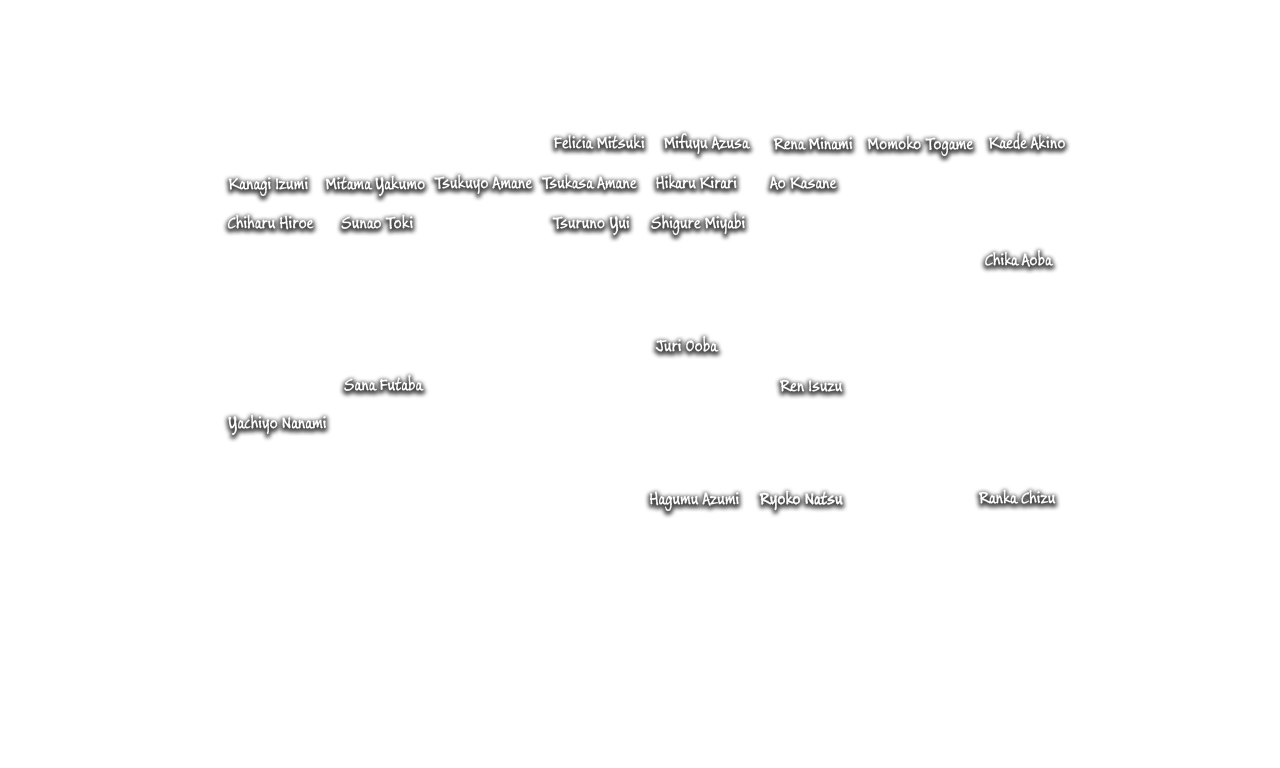 Felicia Mitsuki Mifuyu Azusa Rena Minami Momoko Togame Kaede Akino
Kanagi Izumi Mitama Yakumo Tsukuyo Amane Tsukasa Amane Hikaru Kirari Ao Kasane
Chiharu Hiroe Sunao Toki Tsuruno Yui Shigure Miyabi
Chika Aoba
Juri Ooba
Sana Futaba Ren Isuzu
Yachiyo Nanami
Hagumu Azumi Ryoko Natsu Ranka Chizu